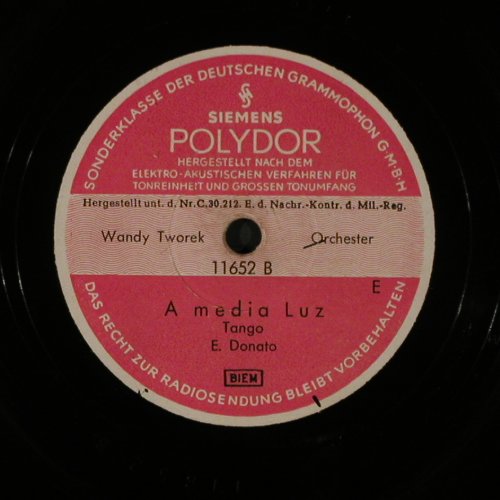 SONDERKLASSE DER DEUTSCHEN GRAMMOPHON G·M·B·H
SIEMENS
POLYDOR
HERGESTELLT NACH DEM
ELEKTRO-AKUSTISCHEN VERFAHREN FÜR
TONREINHEIT UND GROSSEN TONUMFANG
Hergestellt unt. d. Nr.C.30.212. E. d. Nachr.-Kontr. d. Mil.-Reg.
Wandy Tworek Orchester
11652 B
E
A media Luz
Tango
E. Donato
BIEM
DAS RECHT ZUR RADIOSENDUNG BLEIBT VORBEHALTEN